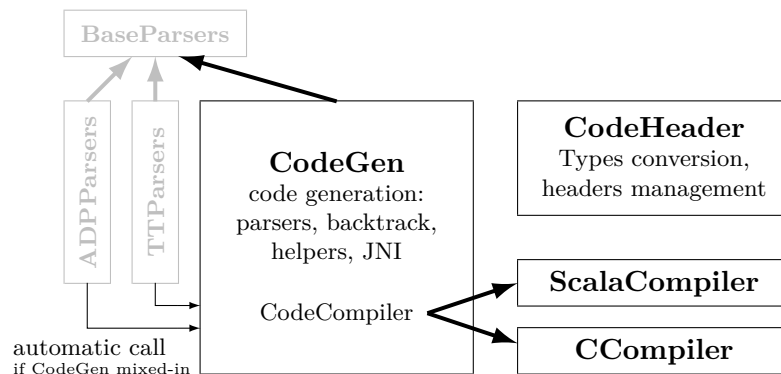 BaseParsers
ADPParsers
TTParsers
CodeGen
code generation:
parsers, backtrack,
helpers, JNI
CodeCompiler
CodeHeader
Types conversion,
headers management
ScalaCompiler
CCompiler
automatic call
if CodeGen mixed-in